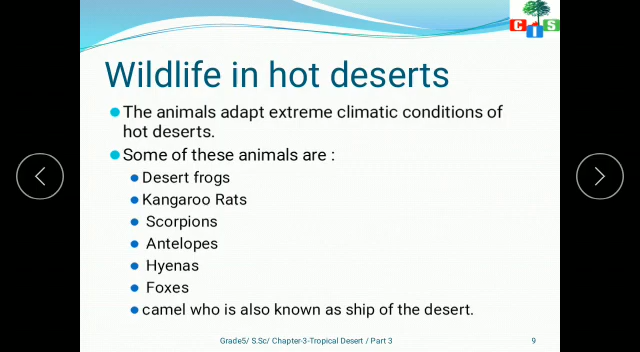 CIS
Wildlife in hot deserts
The animals adapt extreme climatic conditions of
hot deserts.
Some of these animals are :
Desert frogs
Kangaroo Rats
Scorpions
Antelopes
Hyenas
Foxes
camel who is also known as ship of the desert.
Grade5/ S.Sc/ Chapter-3-Tropical Desert / Part 3
9